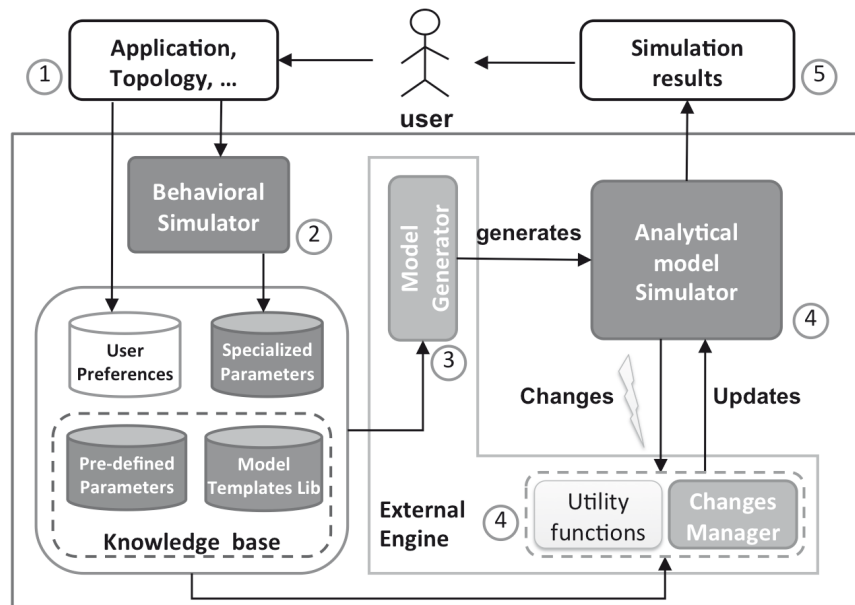 1
Application,
Topology, ...
user
Simulation
results
5
Behavioral
Simulator
2
Model
Generator
3
generates
Analytical
model
Simulator
4
User
Preferences
Specialized
Parameters
Changes
Updates
Pre-defined
Parameters
Model
Templates Lib
Knowledge base
External
Engine
4
Utility
functions
Changes
Manager